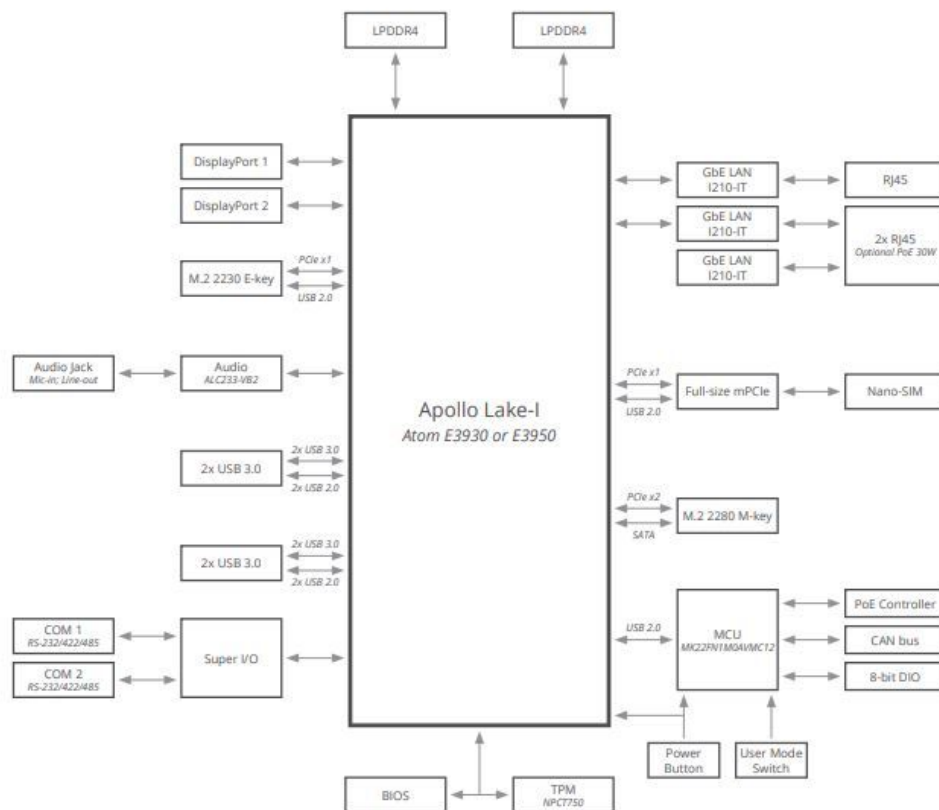 LPDDR4
LPDDR4
DisplayPort 1
DisplayPort 2
PCIe x1
M.2 2230 E-key
USB 2.0
Audio Jack
Mic-in; Line-out
Audio
ALC233-VB2
2x USB 3.0
2x USB 3.0
2x USB 2.0
2x USB 3.0
2x USB 3.0
2x USB 2.0
COM 1
RS-232/422/485
COM 2
RS-232/422/485
Super I/O
Apollo Lake-I
Atom E3930 or E3950
GbE LAN
I210-IT
RJ45
GbE LAN
I210-IT
GbE LAN
I210-IT
2x RJ45
Optional PoE 30W
PCIe x1
USB 2.0
Full-size mPCIe
Nano-SIM
PCIe x2
SATA
M.2 2280 M-key
USB 2.0
MCU
MK22FN1M0AVMC12
PoE Controller
CAN bus
8-bit DIO
Power
Button
User Mode
Switch
BIOS
TPM
NPCT750